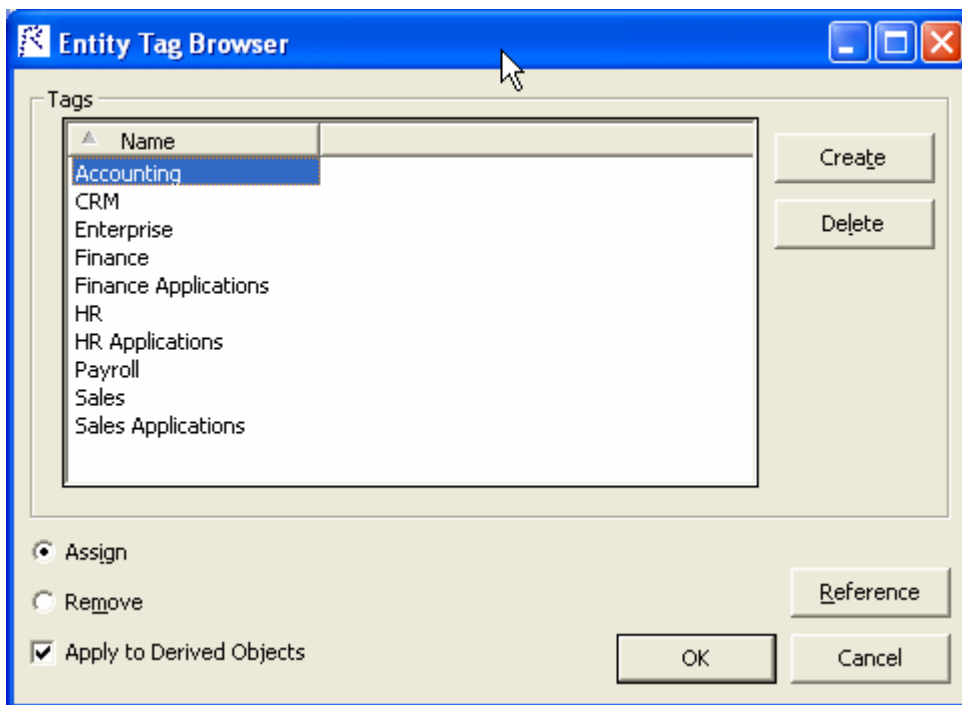 Entity Tag Browser
Tags
Name
Create
Accounting
CRM
Delete
Enterprise
Finance
Finance Applications
HR
HR Applications
Payroll
Sales
Sales Applications
Assign
Remove
Reference
Apply to Derived Objects
OK
Cancel